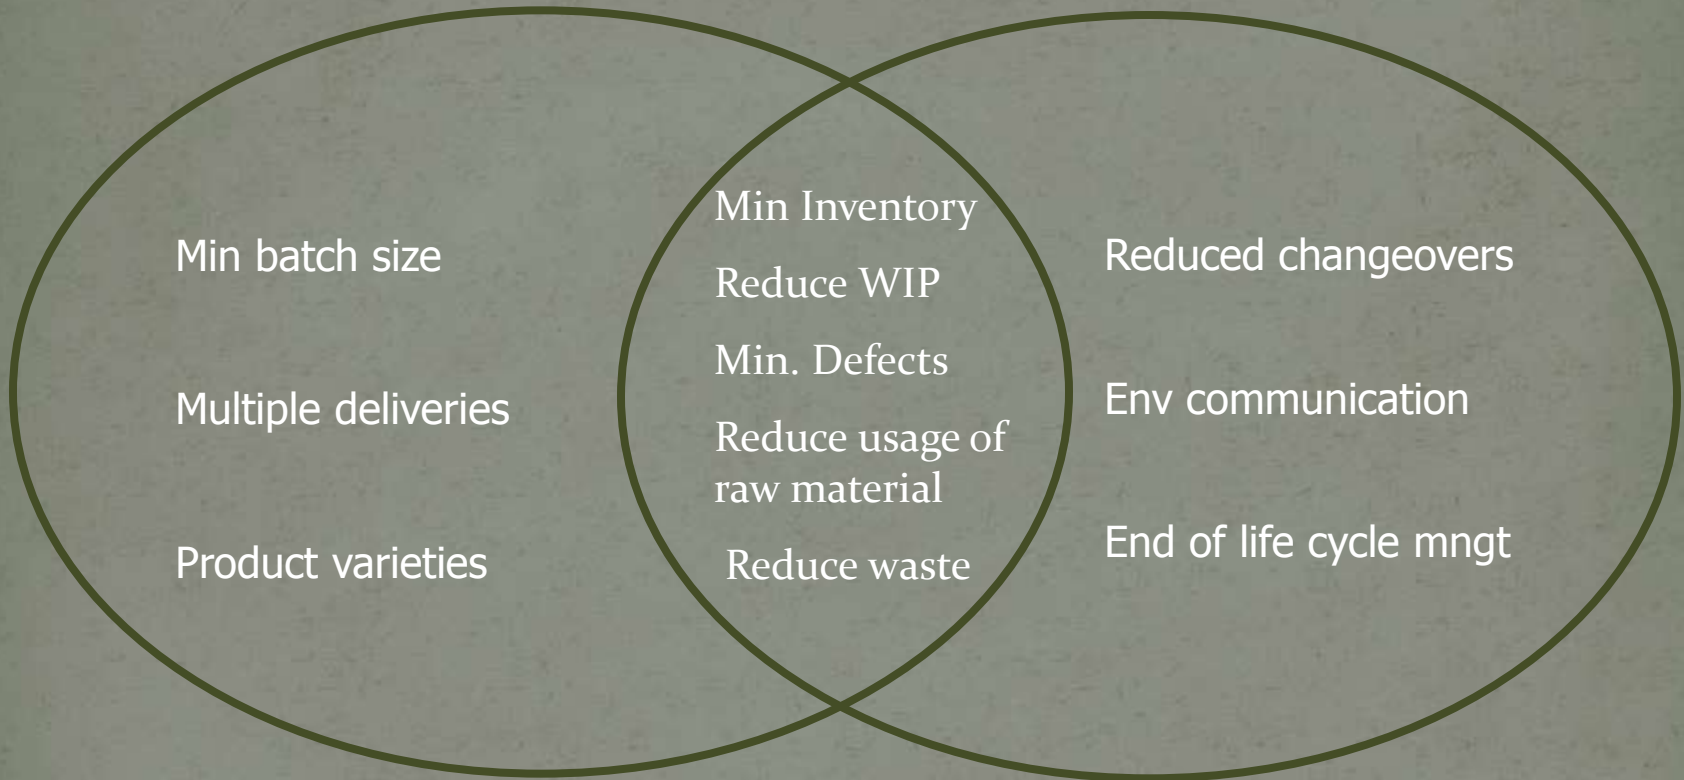 Min batch size
Multiple deliveries
Product varieties
Min Inventory
Reduce WIP
Min. Defects
Reduce usage of
raw material
Reduce waste
Reduced changeovers
Env communication
End of life cycle mngt